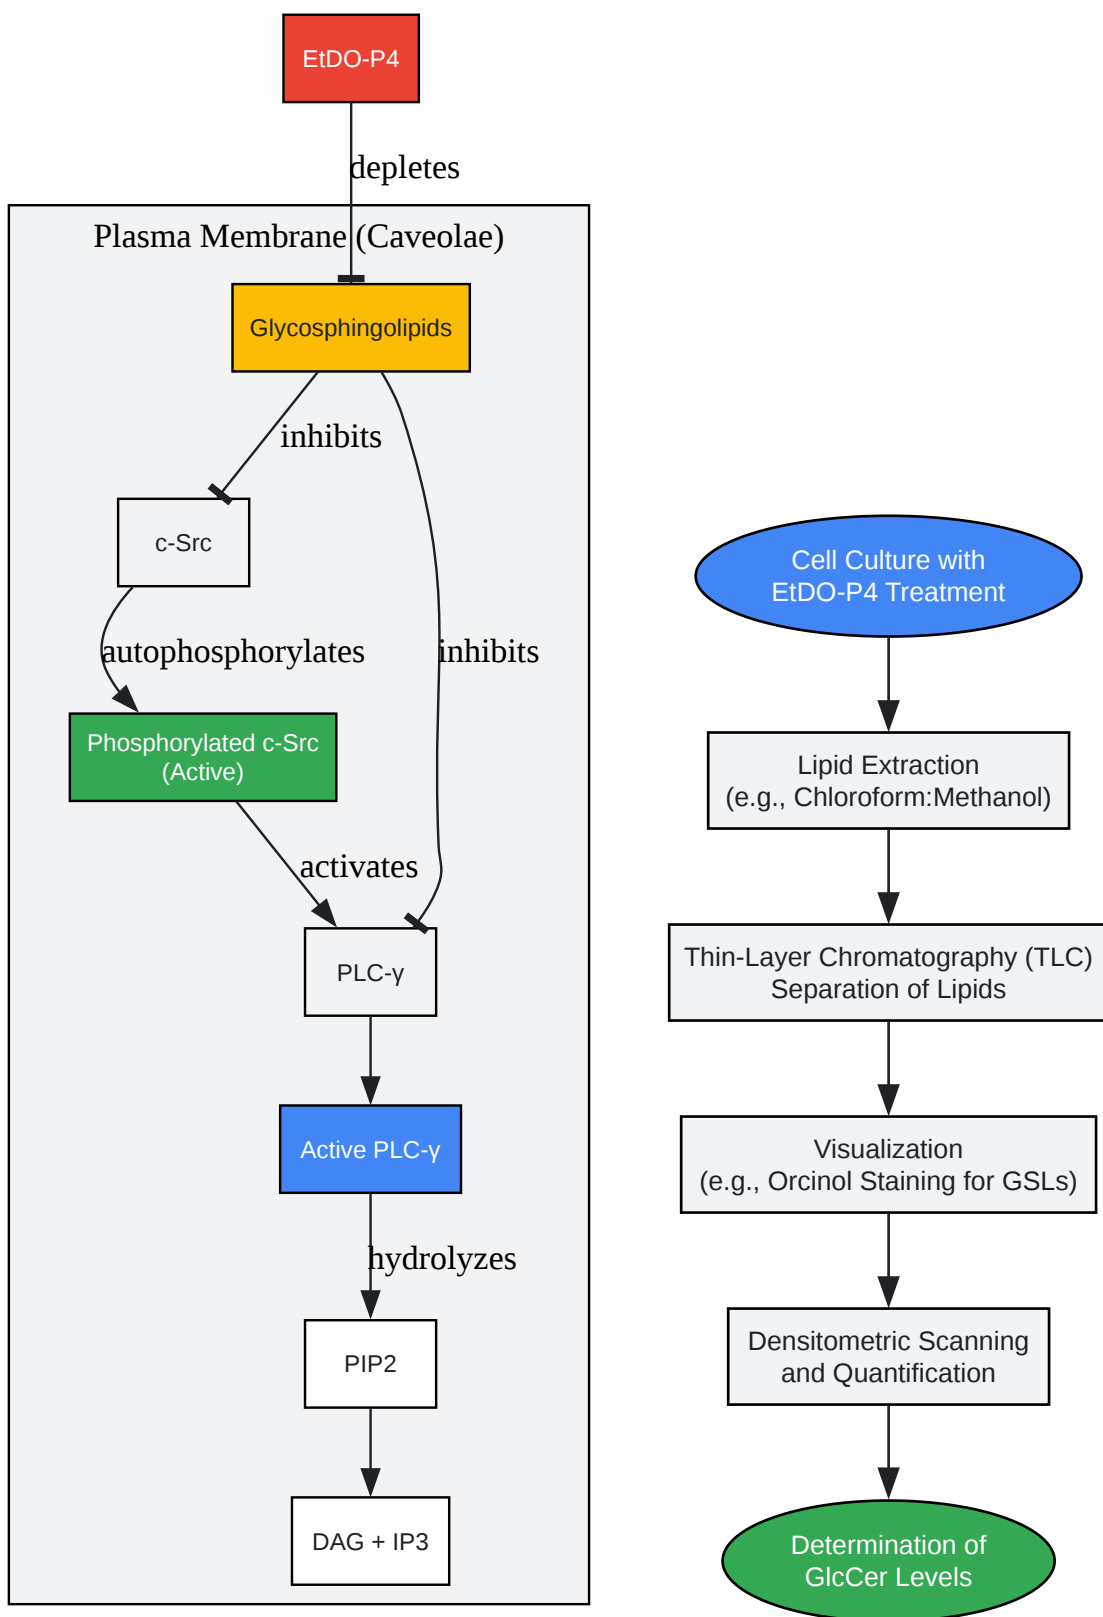 EtDO-P4
depletes
Plasma Membrane (Caveolae)
Glycosphingolipids
inhibits
c-Src
autophosphorylates
inhibits
Phosphorylated c-Src
(Active)
activates
PLC-γ
Active PLC-γ
hydrolyzes
PIP2
DAG + IP3
Cell Culture with
EtDO-P4 Treatment
Lipid Extraction
(e.g., Chloroform:Methanol)
Thin-Layer Chromatography (TLC)
Separation of Lipids
Visualization
(e.g., Orcinol Staining for GSLs)
Densitometric Scanning
and Quantification
Determination of
GlcCer Levels